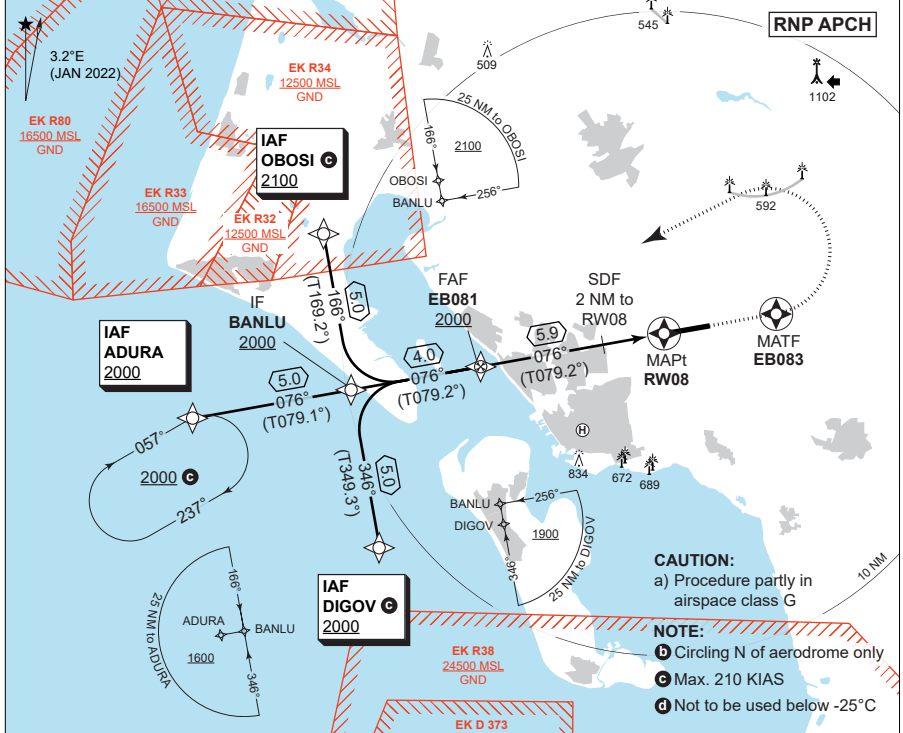 RNP APCH
3.2°E
(JAN 2022)
545
509
1102
EK R34
12500 MSL
GND
EK R80
16500 MSL
GND
25 NM to OBOSI
166°
2100
OBOSI
BANLU
256°
IAF
OBOSI c
2100
EK R33
16500 MSL
GND
EK R32
12500 MSL
GND
592
166°
(T169.2°)
5.0
IF
BANLU
2000
FAF
EB081
2000
SDF
2 NM to
RW08
IAF
ADURA
2000
5.9
076°
(T079.2°)
MAPt
RW08
MATF
EB083
4.0
076°
(T079.2°)
5.0
076°
(T079.1°)
057°
2000 c
237°
346°
(T349.3°)
5.0
H
834
672
689
BANLU
256°
DIGOV
1900
346°
25 NM to DIGOV
166°
ADURA
BANLU
1600
346°
25 NM to ADURA
IAF
DIGOV c
2000
10 NM
CAUTION:
a) Procedure partly in
airspace class G
NOTE:
b Circling N of aerodrome only
c Max. 210 KIAS
d Not to be used below -25°C
EK R38
24500 MSL
GND
EK D 373